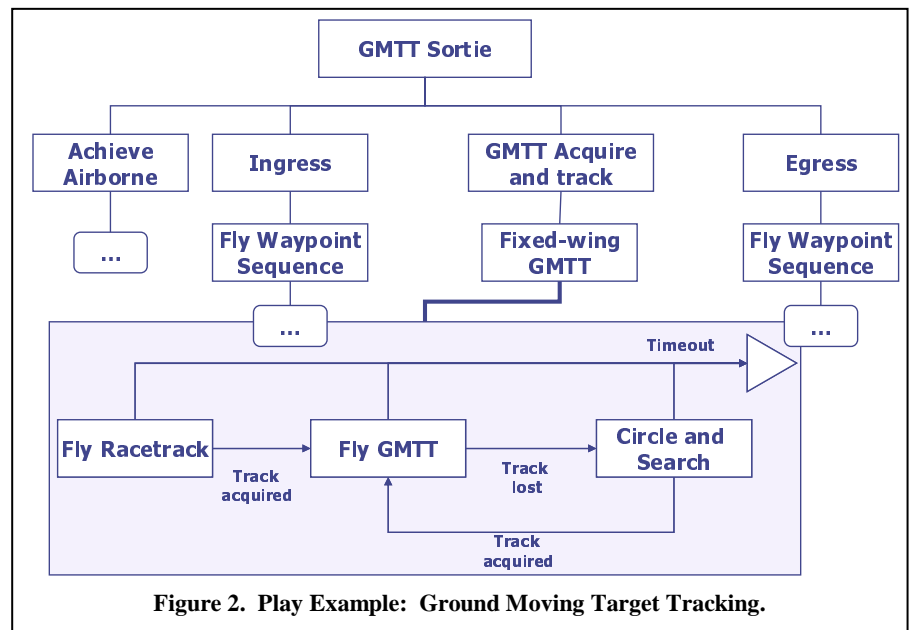 GMTT Sortie
Achieve
Airborne
Ingress
GMTT Acquire
and track
Egress
...
Fly Waypoint
Sequence
Fixed-wing
GMTT
Fly Waypoint
Sequence
...
...
Timeout
Fly Racetrack
Fly GMTT
Circle and
Search
Track
acquired
Track
lost
Track
acquired
Figure 2. Play Example: Ground Moving Target Tracking.